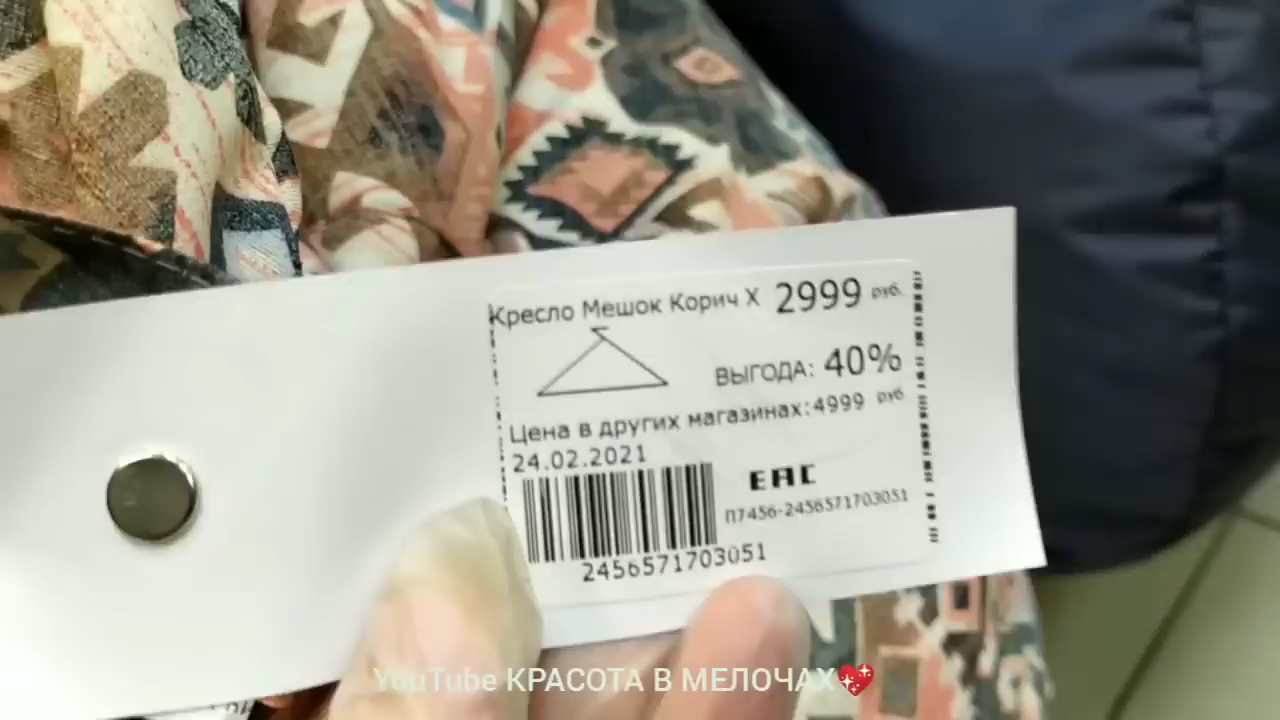 Кресло Мешок Корич Х 2999 руб.
ВЫГОДА: 40%
Цена в других магазинах:4999 руб
24.02.2021
ЕАС
П7456-2456571703051
2456571703051
YouTube КРАСОТА В МЕЛОЧАХ💖